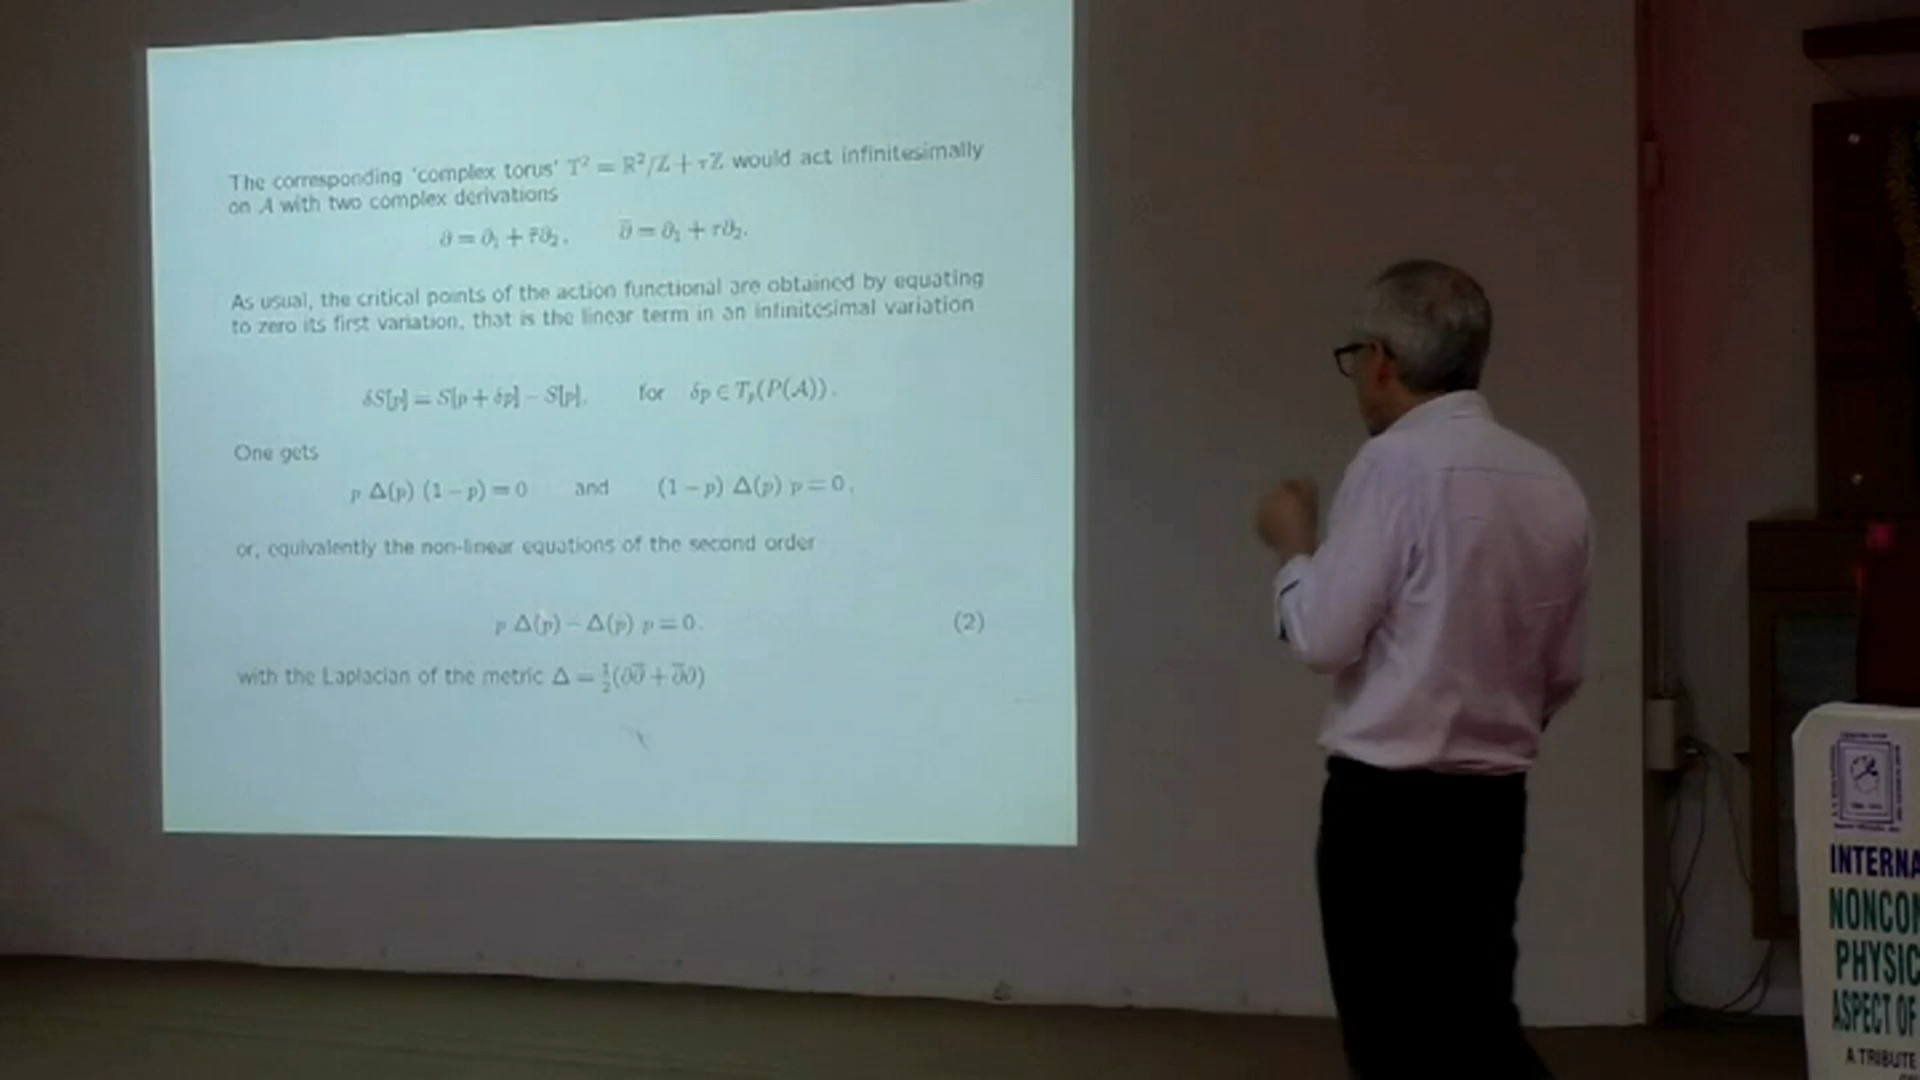 The corresponding 'complex torus' T² = ℝ²/ℤ + τℤ would act infinitesimally
on A with two complex derivations
∂ = ∂₁ + τ̄∂₂, ∂̄ = ∂₁ + τ∂₂.
As usual, the critical points of the action functional are obtained by equating
to zero its first variation, that is the linear term in an infinitesimal variation
δS[p] = S[p + δp] − S[p], for δp ∈ Tₚ(P(A)).
One gets
p Δ(p) (1 − p) = 0 and (1 − p) Δ(p) p = 0,
or, equivalently the non-linear equations of the second order
p Δ(p) − Δ(p) p = 0. (2)
with the Laplacian of the metric Δ = ½(∂∂̄ + ∂̄∂)
INTERNA
NONCOM
PHYSIC
ASPECT OF
A TRIBUTE